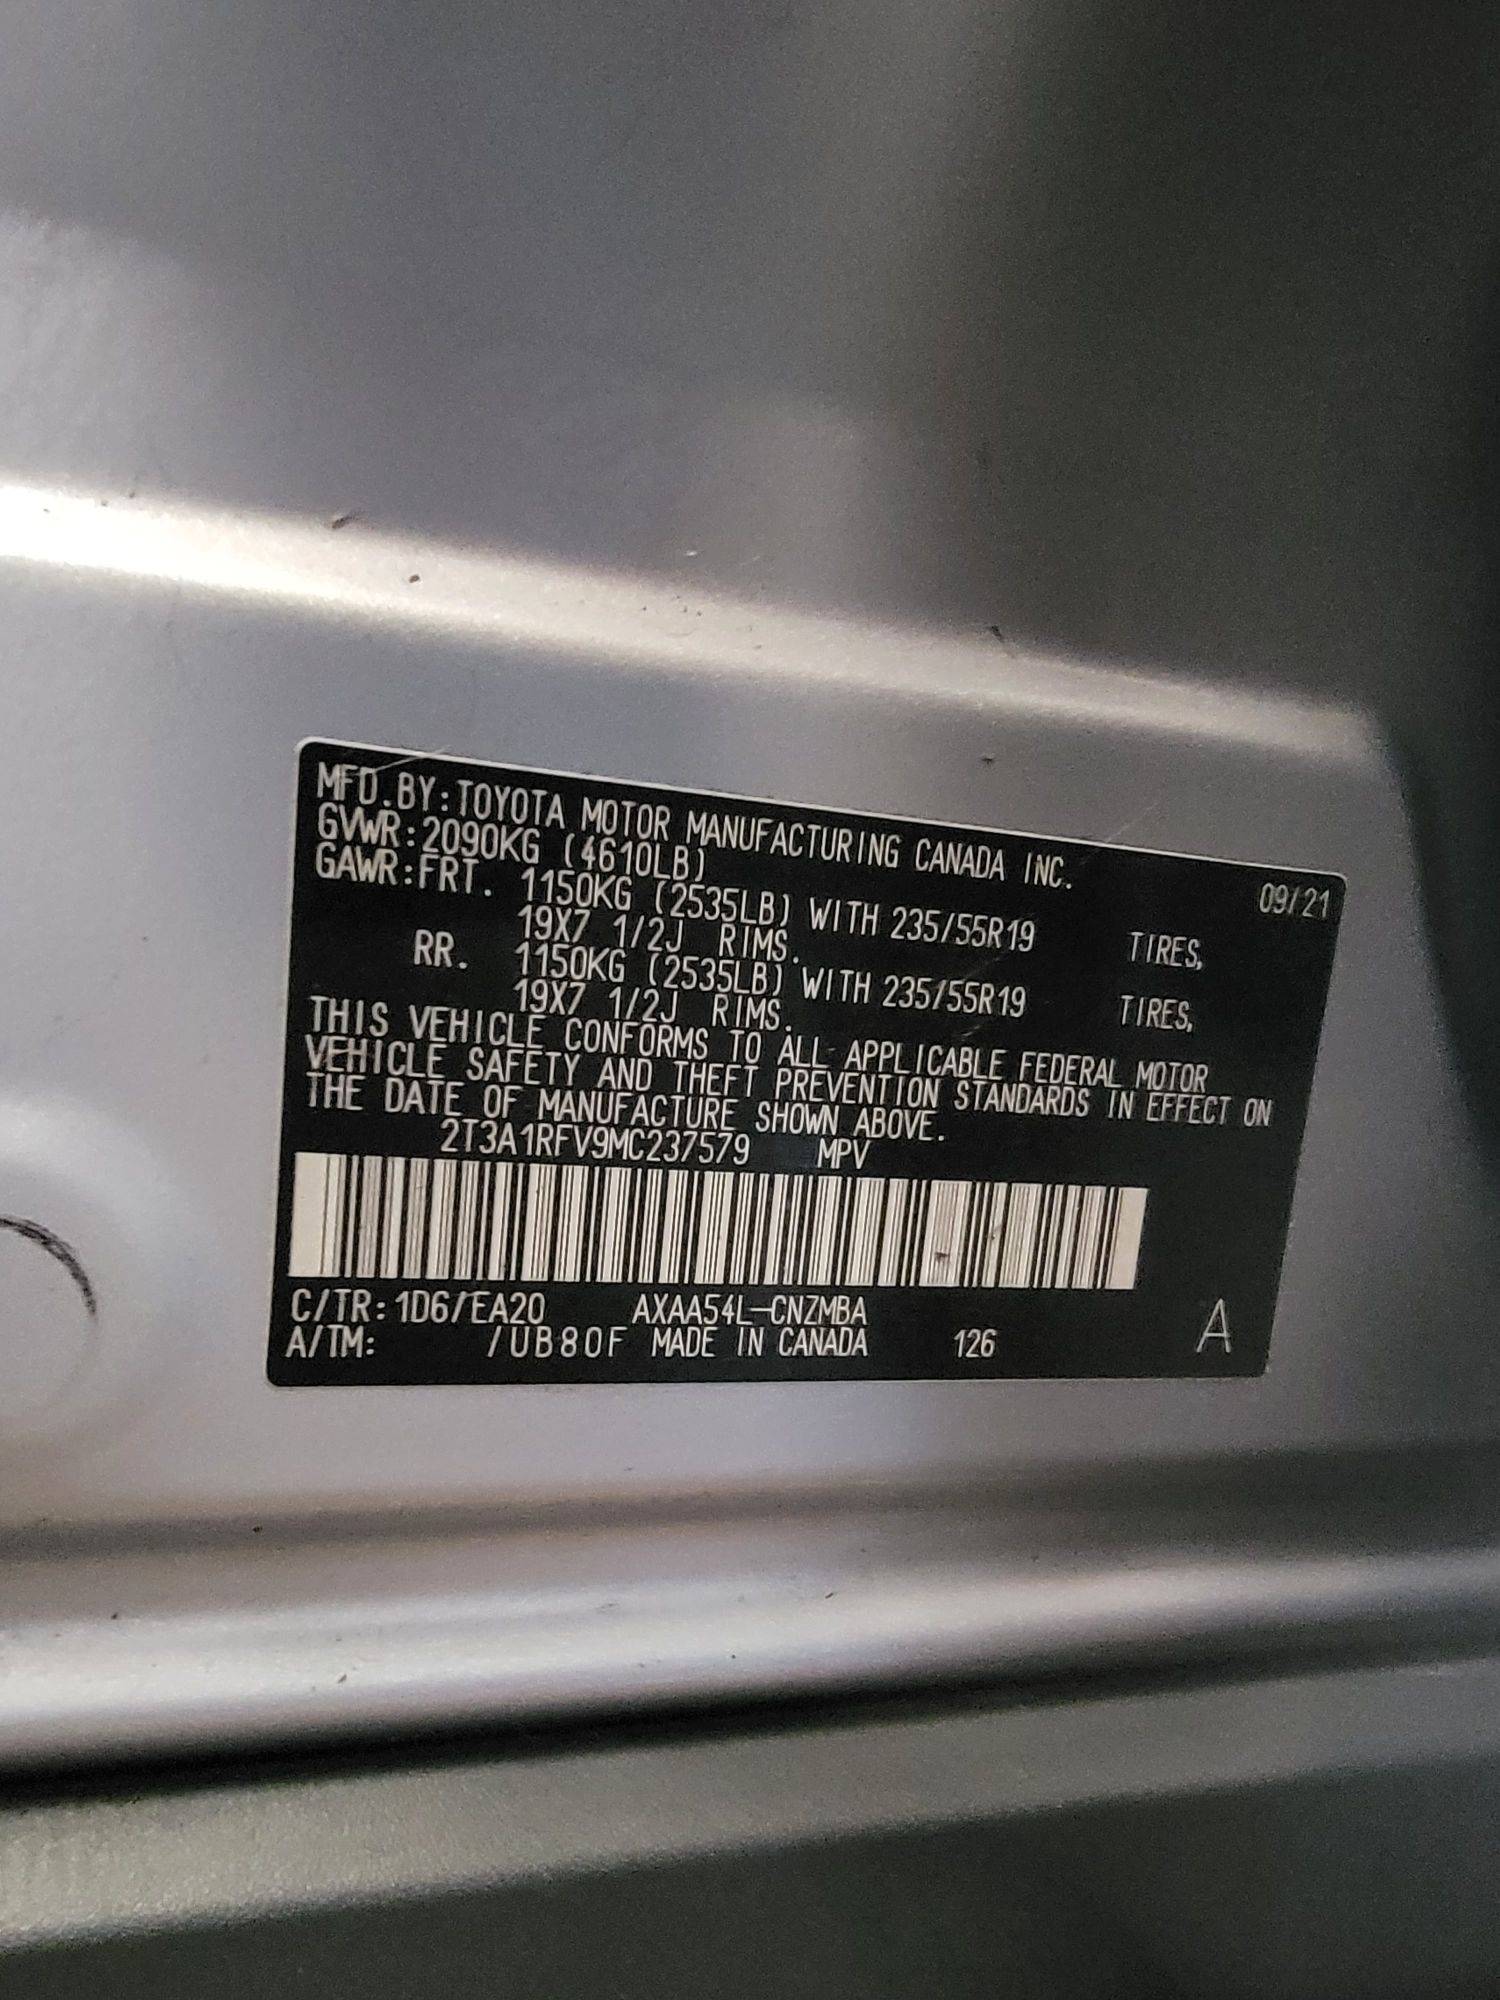 MFD.BY:TOYOTA MOTOR MANUFACTURING CANADA INC.
GVWR:2090KG (4610LB) 09/21
GAWR:FRT. 1150KG (2535LB) WITH 235/55R19 TIRES,
19X7 1/2J RIMS.
RR. 1150KG (2535LB) WITH 235/55R19 TIRES,
19X7 1/2J RIMS.
THIS VEHICLE CONFORMS TO ALL APPLICABLE FEDERAL MOTOR
VEHICLE SAFETY AND THEFT PREVENTION STANDARDS IN EFFECT ON
THE DATE OF MANUFACTURE SHOWN ABOVE.
2T3A1RFV9MC237579 MPV
C/TR:1D6/EA20 AXAA54L-CNZMBA
A/TM: /UB80F MADE IN CANADA 126 A